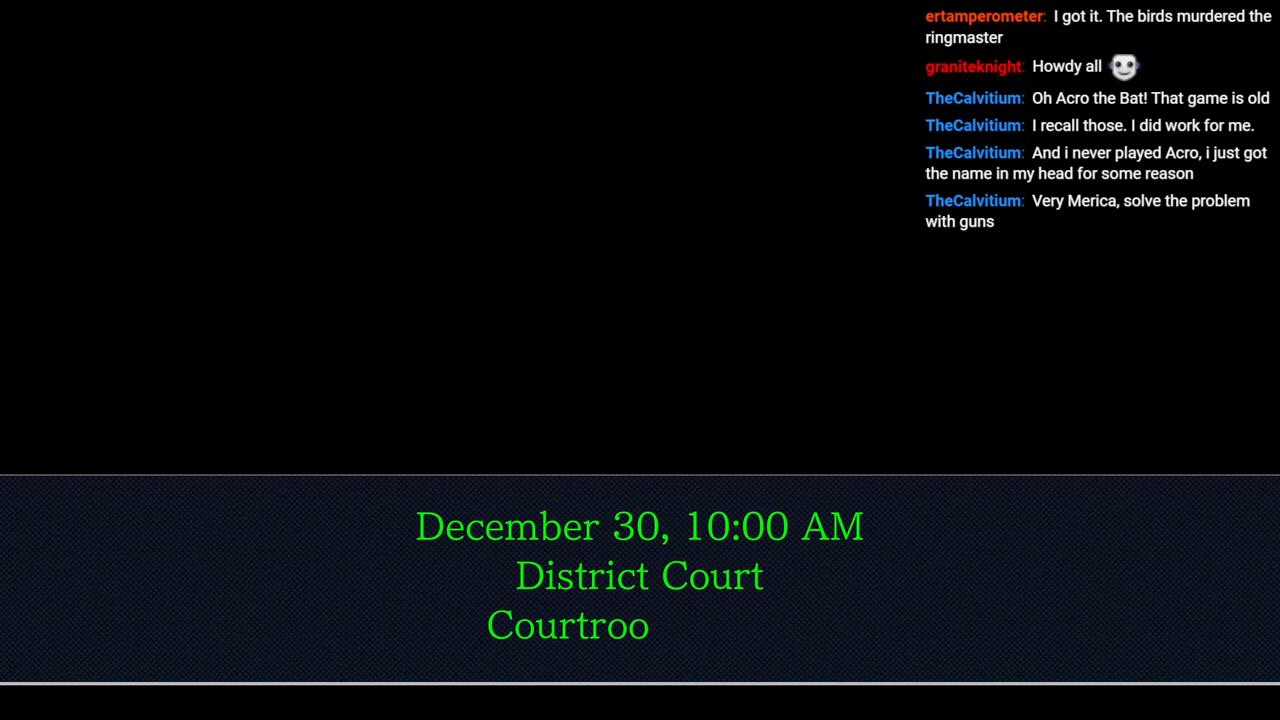 ertamperometer: I got it. The birds murdered the
ringmaster
graniteknight: Howdy all
TheCalvitium: Oh Acro the Bat! That game is old
TheCalvitium: I recall those. I did work for me.
TheCalvitium: And i never played Acro, i just got
the name in my head for some reason
TheCalvitium: Very Merica, solve the problem
with guns
December 30, 10:00 AM
District Court
Courtroo